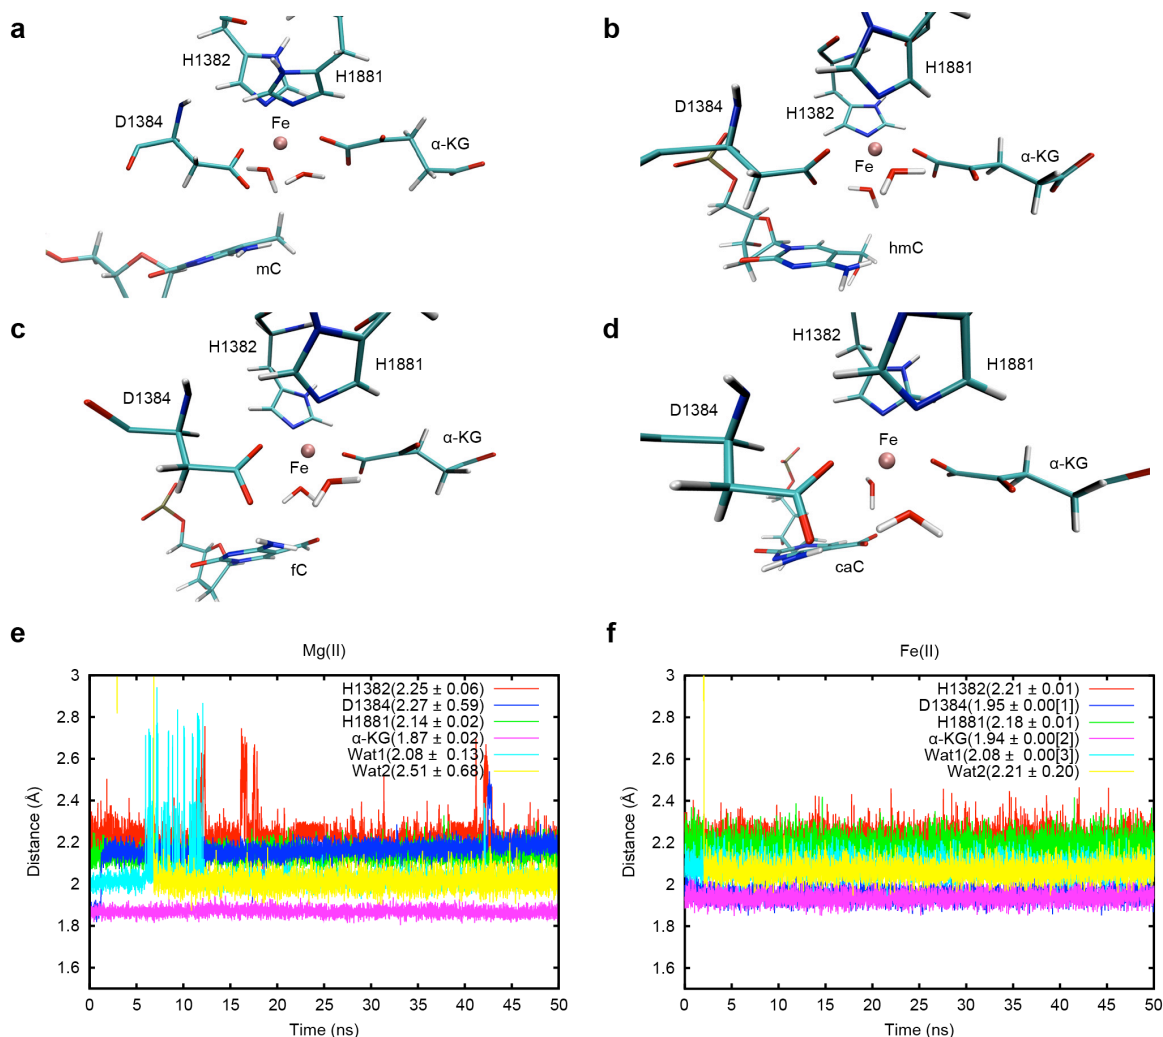 a
H1382
H1881
D1384
Fe
α-KG
mC
b
H1881
D1384
H1382
Fe
α-KG
hmC
c
H1382
H1881
D1384
α-KG
Fe
fC
d
H1382
H1881
D1384
Fe
α-KG
caC
e
Mg(II)
3
2.8
2.6
2.4
2.2
2
1.8
1.6
Distance (Å)
H1382(2.25 ± 0.06)
D1384(2.27 ± 0.59)
H1881(2.14 ± 0.02)
α-KG(1.87 ± 0.02)
Wat1(2.08 ± 0.13)
Wat2(2.51 ± 0.68)
0 5 10 15 20 25 30 35 40 45 50
Time (ns)
f
Fe(II)
3
2.8
2.6
2.4
2.2
2
1.8
1.6
Distance (Å)
H1382(2.21 ± 0.01)
D1384(1.95 ± 0.00[1])
H1881(2.18 ± 0.01)
α-KG(1.94 ± 0.00[2])
Wat1(2.08 ± 0.00[3])
Wat2(2.21 ± 0.20)
0 5 10 15 20 25 30 35 40 45 50
Time (ns)